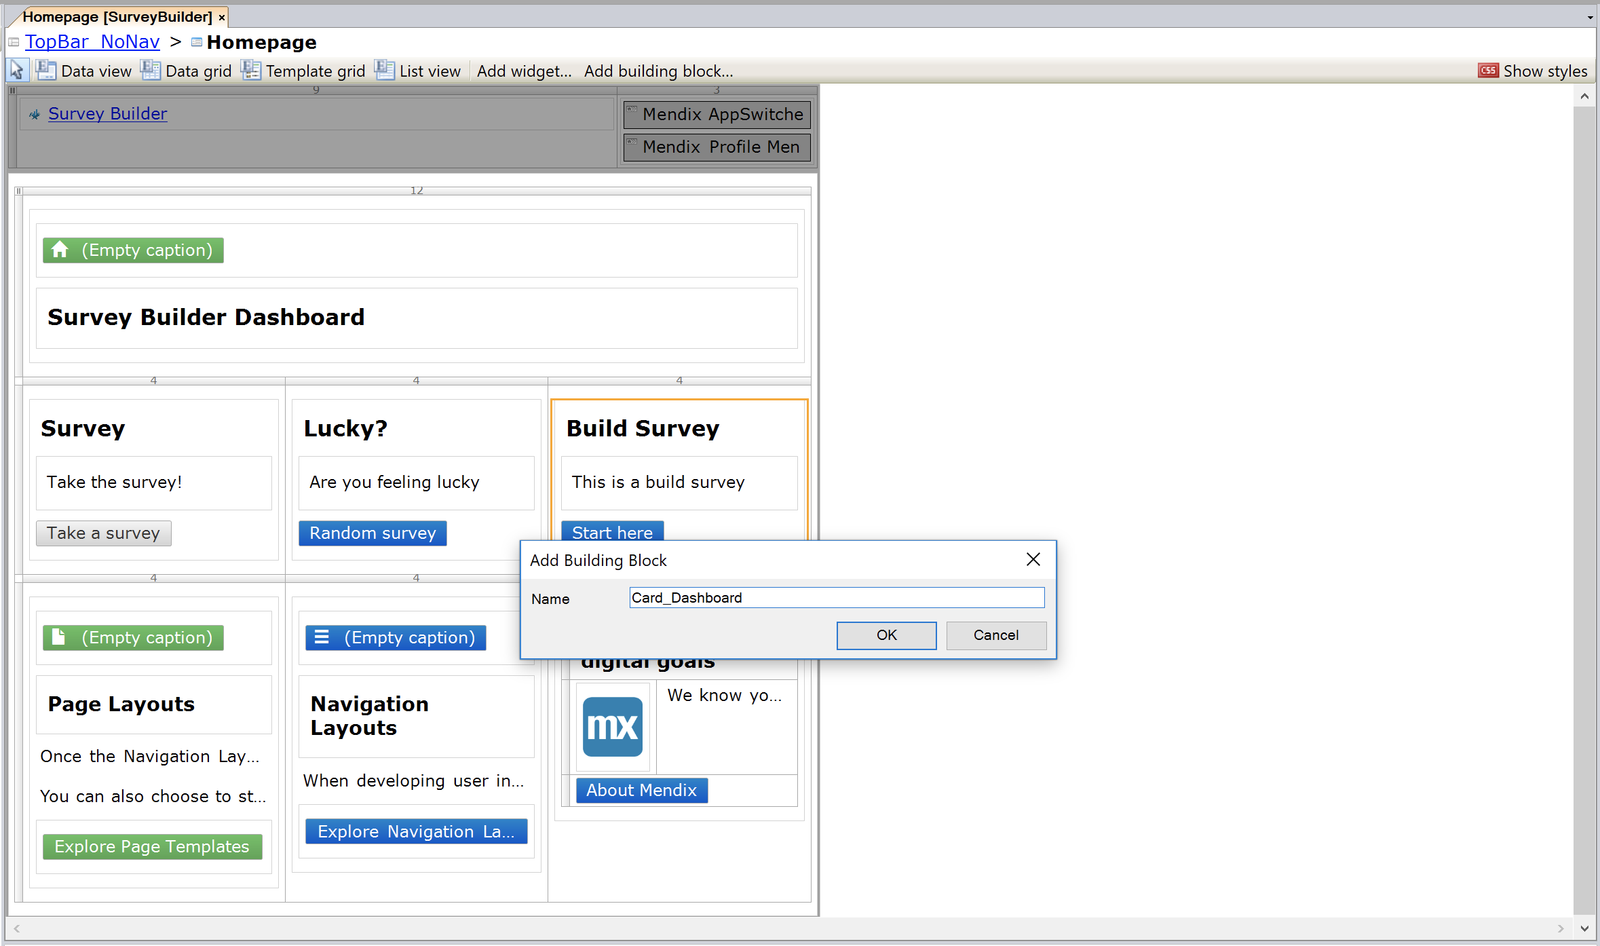 Homepage [SurveyBuilder] ×
TopBar_NoNav > Homepage
Data view Data grid Template grid List view Add widget... Add building block... CSS Show styles
9 3
Survey Builder Mendix AppSwitche
Mendix Profile Men
12
(Empty caption)
Survey Builder Dashboard
4 4 4
Survey Lucky? Build Survey
Take the survey! Are you feeling lucky This is a build survey
Take a survey Random survey Start here
Add Building Block
4 4
Name Card_Dashboard
OK Cancel
(Empty caption) (Empty caption)
digital goals
Page Layouts Navigation Layouts We know yo...
mx
Once the Navigation Lay... When developing user in...
You can also choose to st... About Mendix
Explore Page Templates Explore Navigation La...